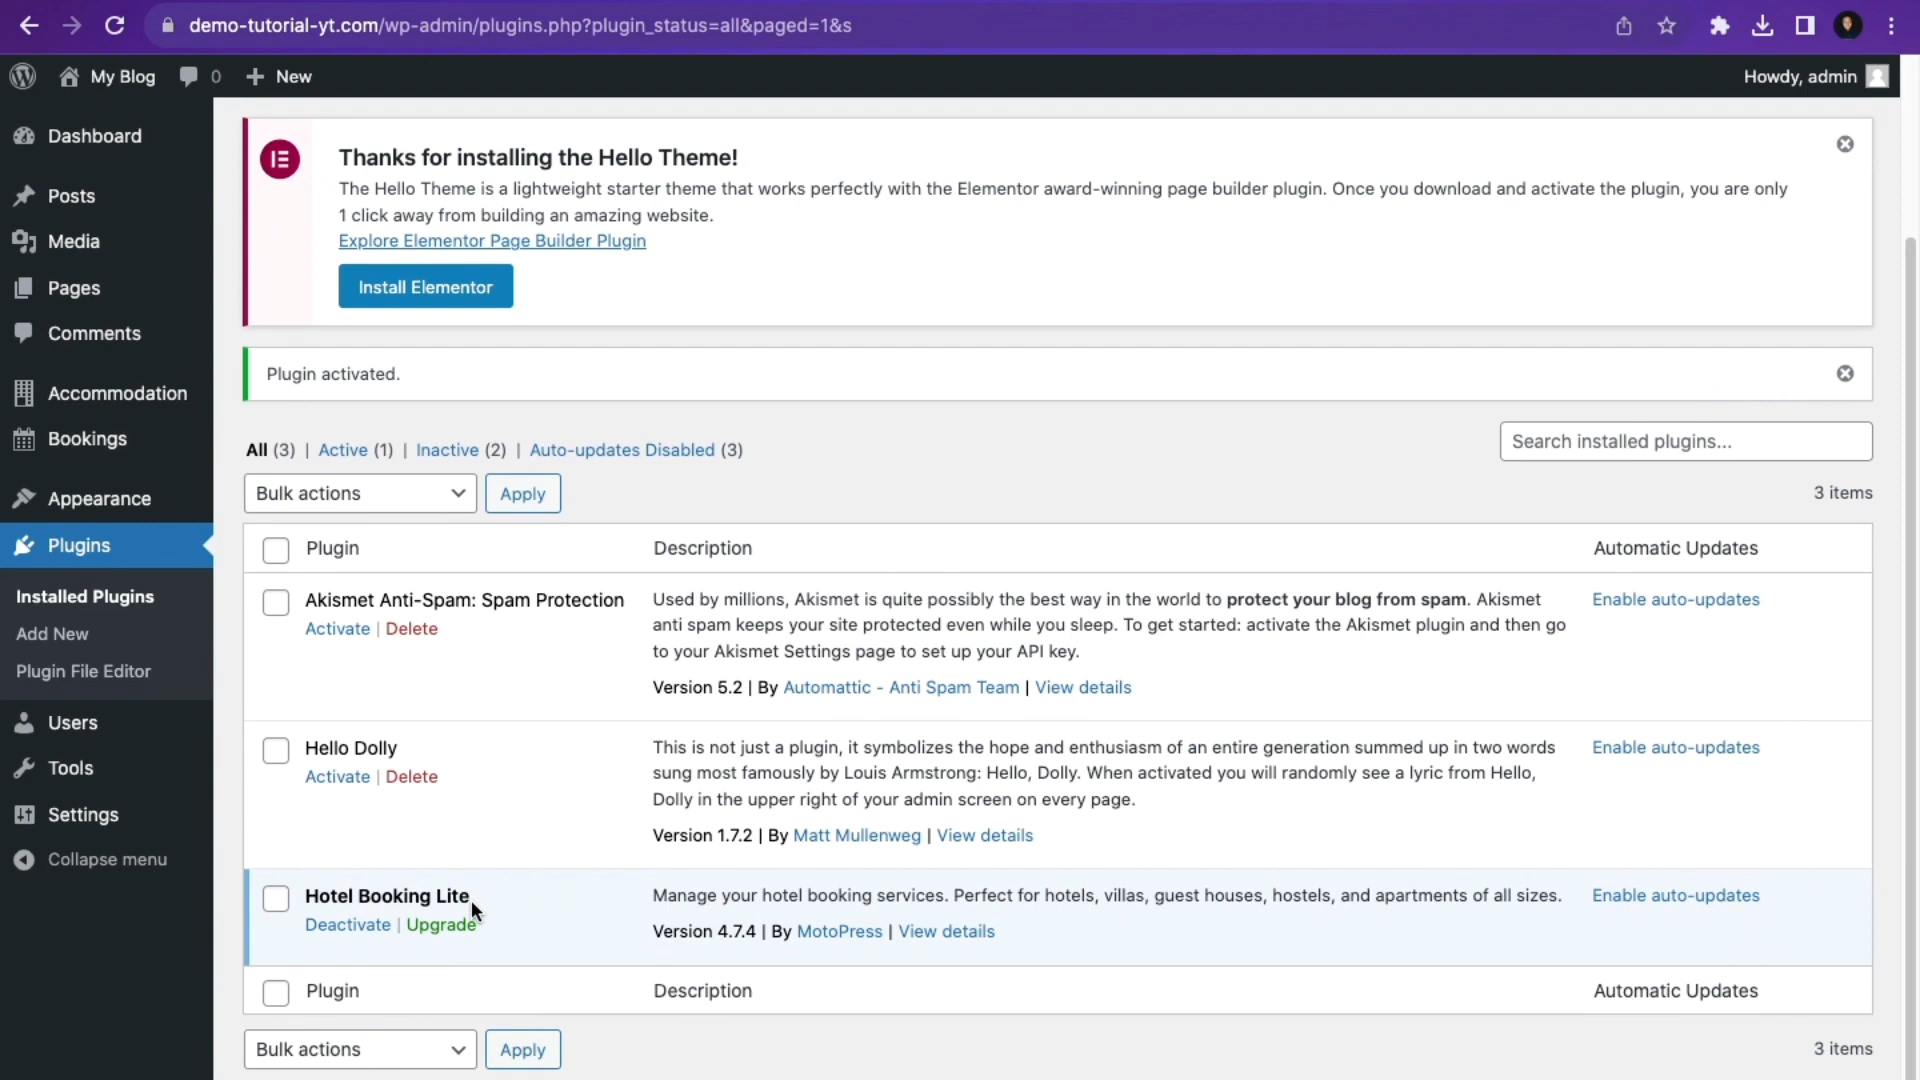 demo-tutorial-yt.com/wp-admin/plugins.php?plugin_status=all&paged=1&s
My Blog 0 New
Howdy, admin
Dashboard
Posts
Media
Pages
Comments
Accommodation
Bookings
Appearance
Plugins
Installed Plugins
Add New
Plugin File Editor
Users
Tools
Settings
Collapse menu
Thanks for installing the Hello Theme!
The Hello Theme is a lightweight starter theme that works perfectly with the Elementor award-winning page builder plugin. Once you download and activate the plugin, you are only
1 click away from building an amazing website.
Explore Elementor Page Builder Plugin
Install Elementor
Plugin activated.
All (3) | Active (1) | Inactive (2) | Auto-updates Disabled (3)
Search installed plugins...
Bulk actions Apply
3 items
Plugin Description Automatic Updates
Akismet Anti-Spam: Spam Protection
Activate | Delete
Used by millions, Akismet is quite possibly the best way in the world to protect your blog from spam. Akismet
anti spam keeps your site protected even while you sleep. To get started: activate the Akismet plugin and then go
to your Akismet Settings page to set up your API key.
Version 5.2 | By Automattic - Anti Spam Team | View details
Enable auto-updates
Hello Dolly
Activate | Delete
This is not just a plugin, it symbolizes the hope and enthusiasm of an entire generation summed up in two words
sung most famously by Louis Armstrong: Hello, Dolly. When activated you will randomly see a lyric from Hello,
Dolly in the upper right of your admin screen on every page.
Version 1.7.2 | By Matt Mullenweg | View details
Enable auto-updates
Hotel Booking Lite
Deactivate | Upgrade
Manage your hotel booking services. Perfect for hotels, villas, guest houses, hostels, and apartments of all sizes.
Version 4.7.4 | By MotoPress | View details
Enable auto-updates
Plugin Description Automatic Updates
Bulk actions Apply
3 items